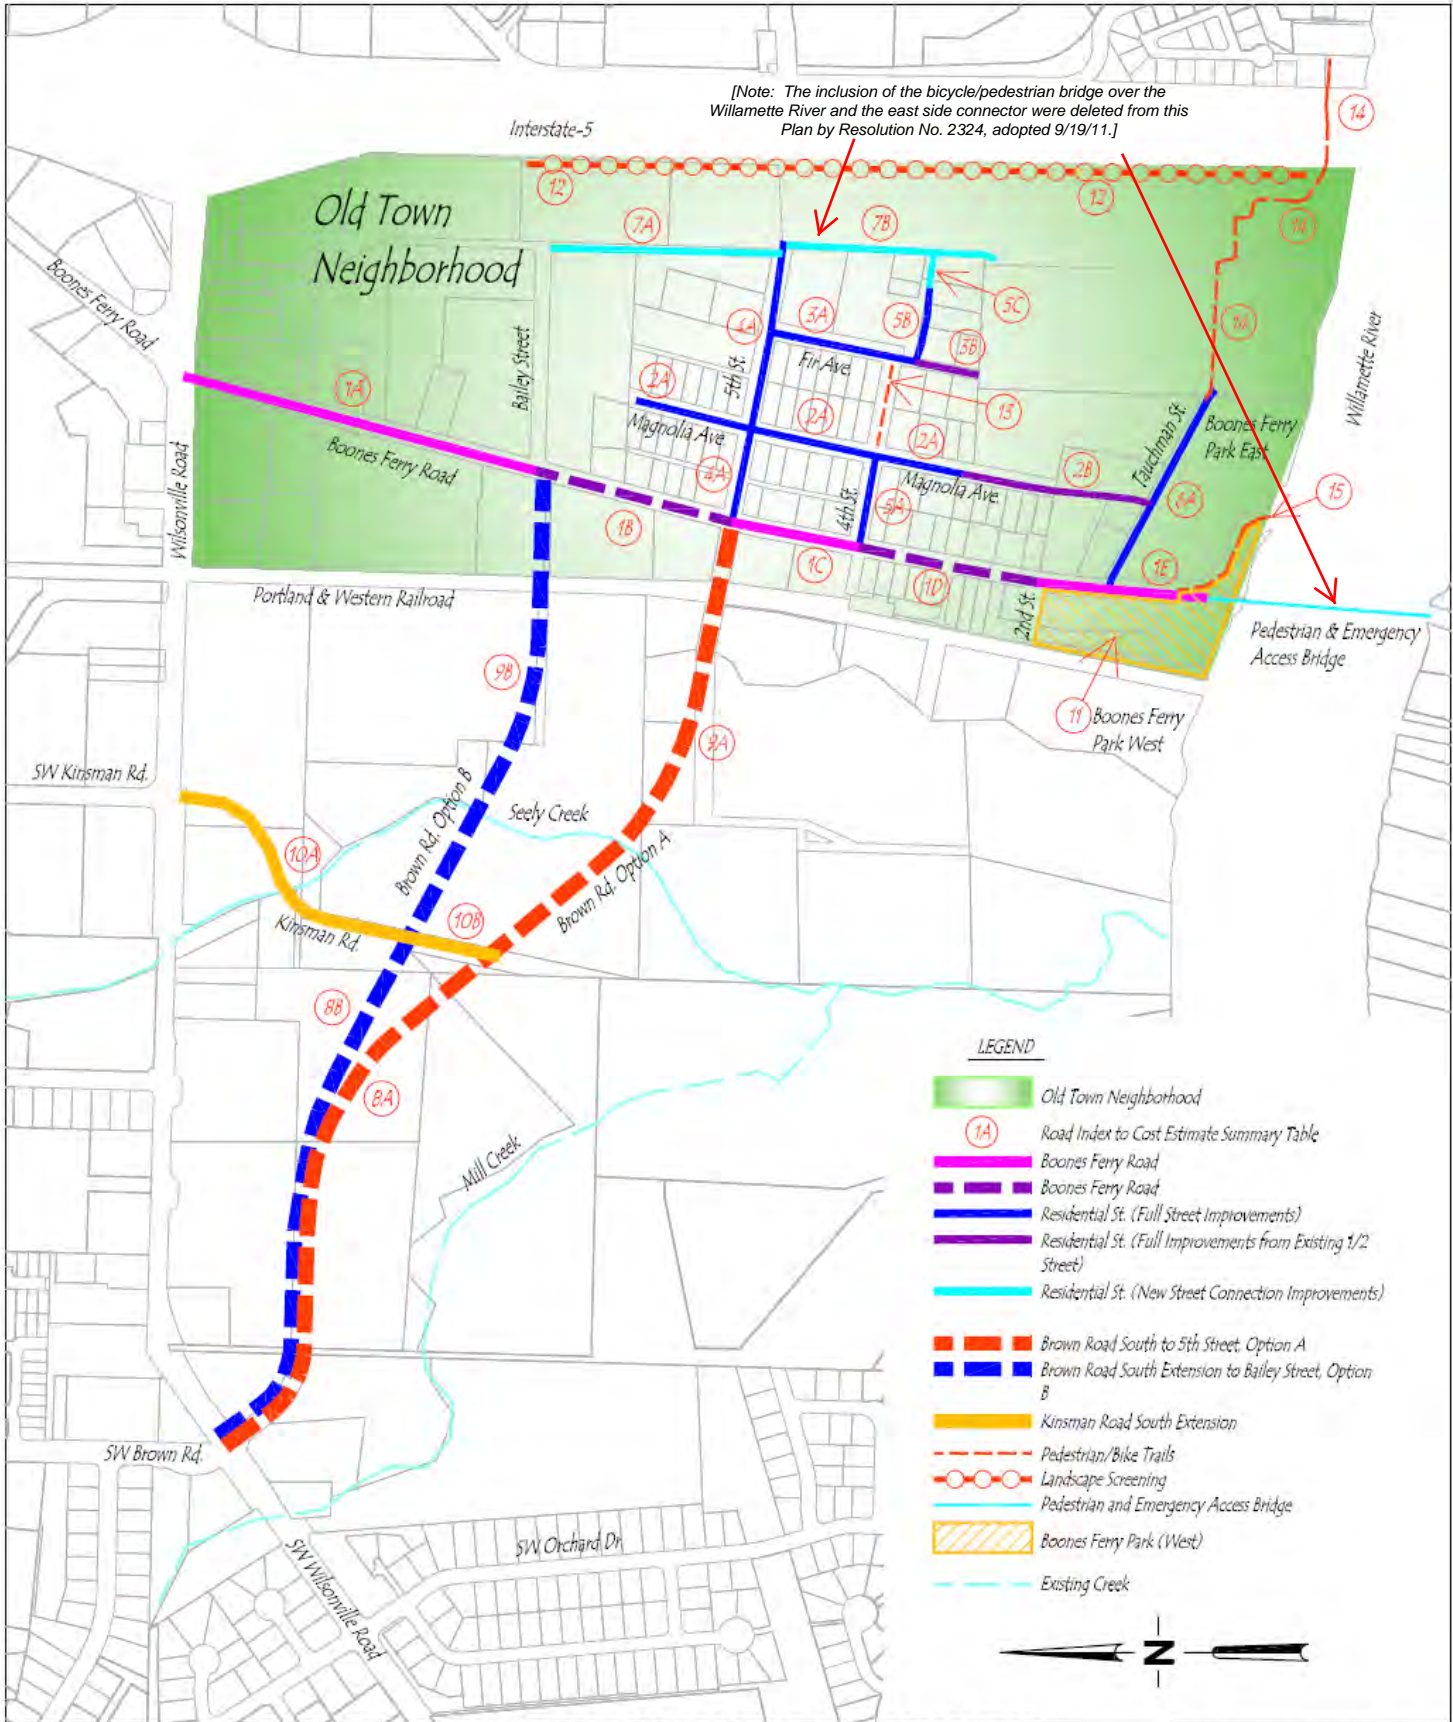 [Note: The inclusion of the bicycle/pedestrian bridge over the
Willamette River and the east side connector were deleted from this
Plan by Resolution No. 2324, adopted 9/19/11.]
Interstate-5
14
12
12
14
Old Town
Neighborhood
7A
7B
Boones Ferry Road
5C
4A
3A
5B
3B
14
Willamette River
Bailey Street
5th St.
Fir Ave.
1A
2A
2A
13
2A
Magnolia Ave.
Tauchman St.
Boones Ferry
Park East
Wilsonville Road
Boones Ferry Road
4A
4th St.
5A
Magnolia Ave.
2B
6A
15
1B
1C
1D
1E
2nd St.
Portland & Western Railroad
Pedestrian & Emergency
Access Bridge
9B
9A
11
Boones Ferry
Park West
SW Kinsman Rd.
Brown Rd. Option B
Seely Creek
10A
Brown Rd. Option A
Kinsman Rd.
10B
8B
8A
Mill Creek
SW Brown Rd.
SW Orchard Dr
SW Wilsonville Road
LEGEND
Old Town Neighborhood
1A
Road Index to Cost Estimate Summary Table
Boones Ferry Road
Boones Ferry Road
Residential St. (Full Street Improvements)
Residential St. (Full Improvements from Existing 1/2
Street)
Residential St. (New Street Connection Improvements)
Brown Road South to 5th Street, Option A
Brown Road South Extension to Bailey Street, Option
B
Kinsman Road South Extension
Pedestrian/Bike Trails
Landscape Screening
Pedestrian and Emergency Access Bridge
Boones Ferry Park (West)
Existing Creek
N